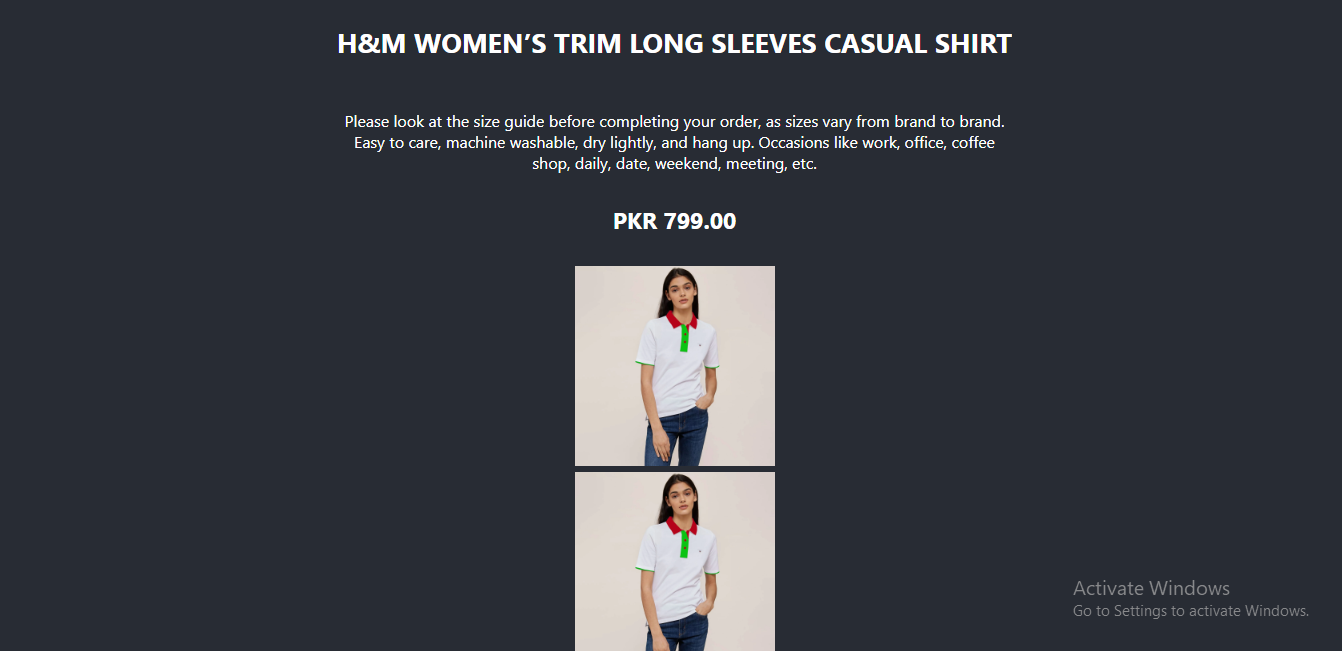 H&M WOMEN’S TRIM LONG SLEEVES CASUAL SHIRT
Please look at the size guide before completing your order, as sizes vary from brand to brand.
Easy to care, machine washable, dry lightly, and hang up. Occasions like work, office, coffee
shop, daily, date, weekend, meeting, etc.
PKR 799.00
Activate Windows
Go to Settings to activate Windows.